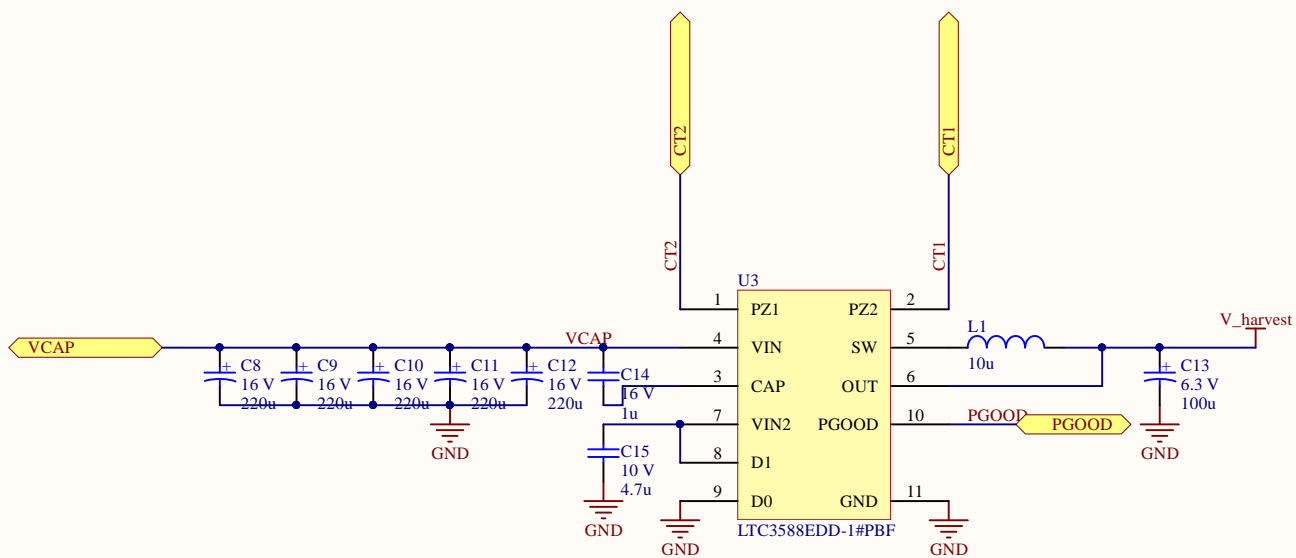 CT2
CT1
CT2
CT1
U3
1
PZ1
PZ2
2
VCAP
VCAP
4
VIN
SW
5
L1
10u
V_harvest
C8
16 V
220u
C9
16 V
220u
C10
16 V
220u
C11
16 V
220u
C12
16 V
220u
C14
16 V
1u
3
CAP
OUT
6
C13
6.3 V
100u
GND
7
VIN2
PGOOD
10
PGOOD
PGOOD
GND
C15
10 V
4.7u
8
D1
9
D0
GND
11
GND
GND
LTC3588EDD-1#PBF
GND